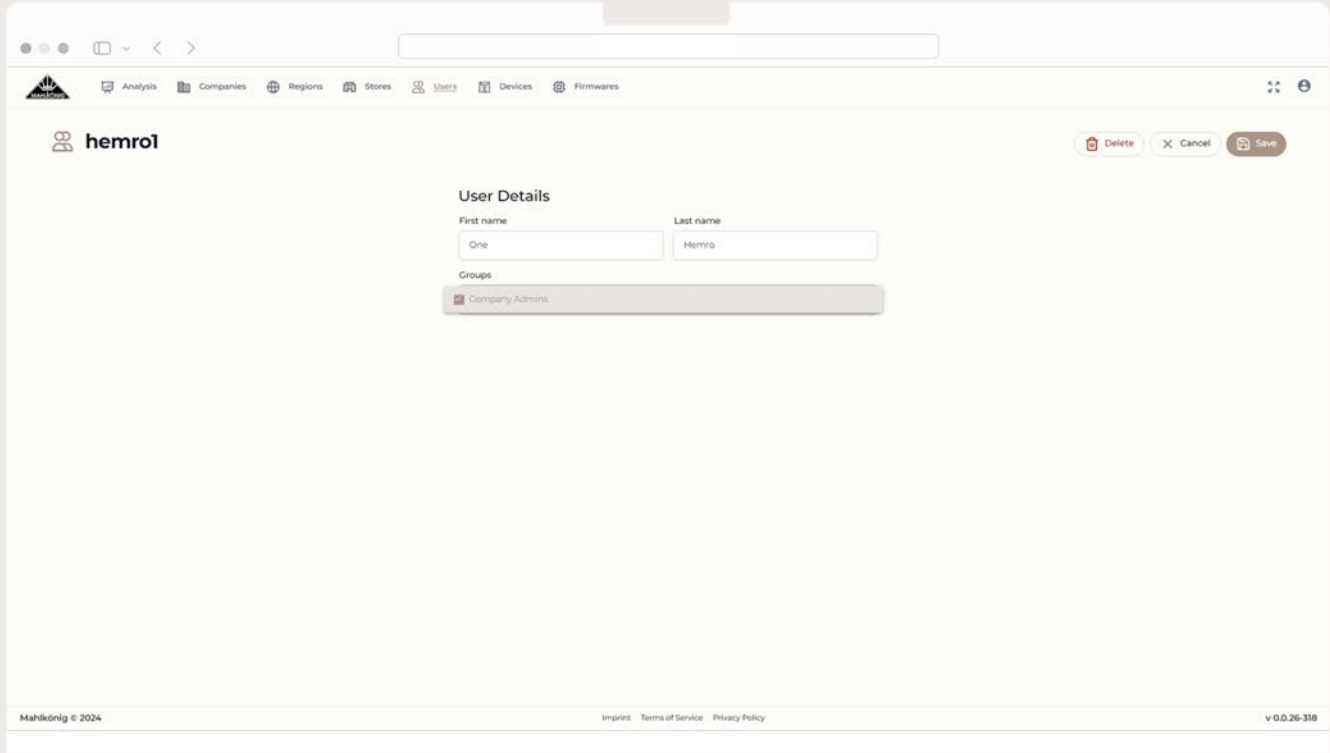 MAHLKÖNIG
Analysis Companies Regions Stores Users Devices Firmwares
hemro1
Delete Cancel Save
User Details
First name Last name
One Hemro
Groups
Company Admins
Mahlkönig © 2024 Imprint Terms of Service Privacy Policy v 0.0.26-318